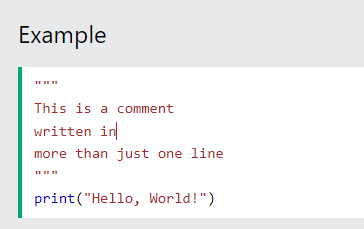 Example
"""
This is a comment
written in
more than just one line
"""
print("Hello, World!")